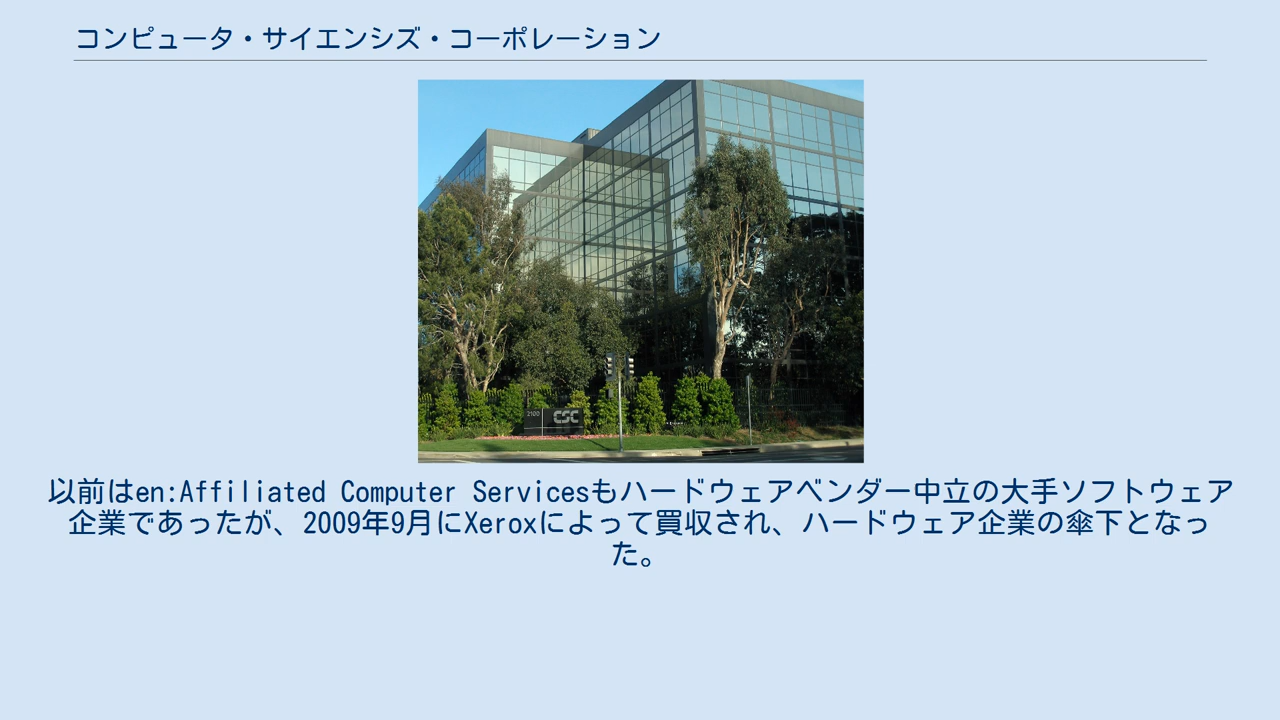 コンピュータ・サイエンシズ・コーポレーション
2100 CSC
以前はen:Affiliated Computer Servicesもハードウェアベンダー中立の大手ソフトウェア
企業であったが、2009年9月にXeroxによって買収され、ハードウェア企業の傘下となっ
た。